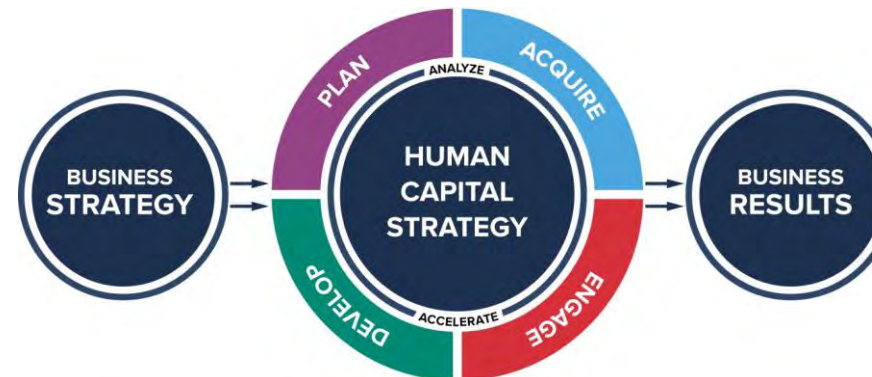 BUSINESS
STRATEGY
PLAN
ACQUIRE
ANALYZE
HUMAN
CAPITAL
STRATEGY
ACCELERATE
DEVELOP
ENGAGE
BUSINESS
RESULTS